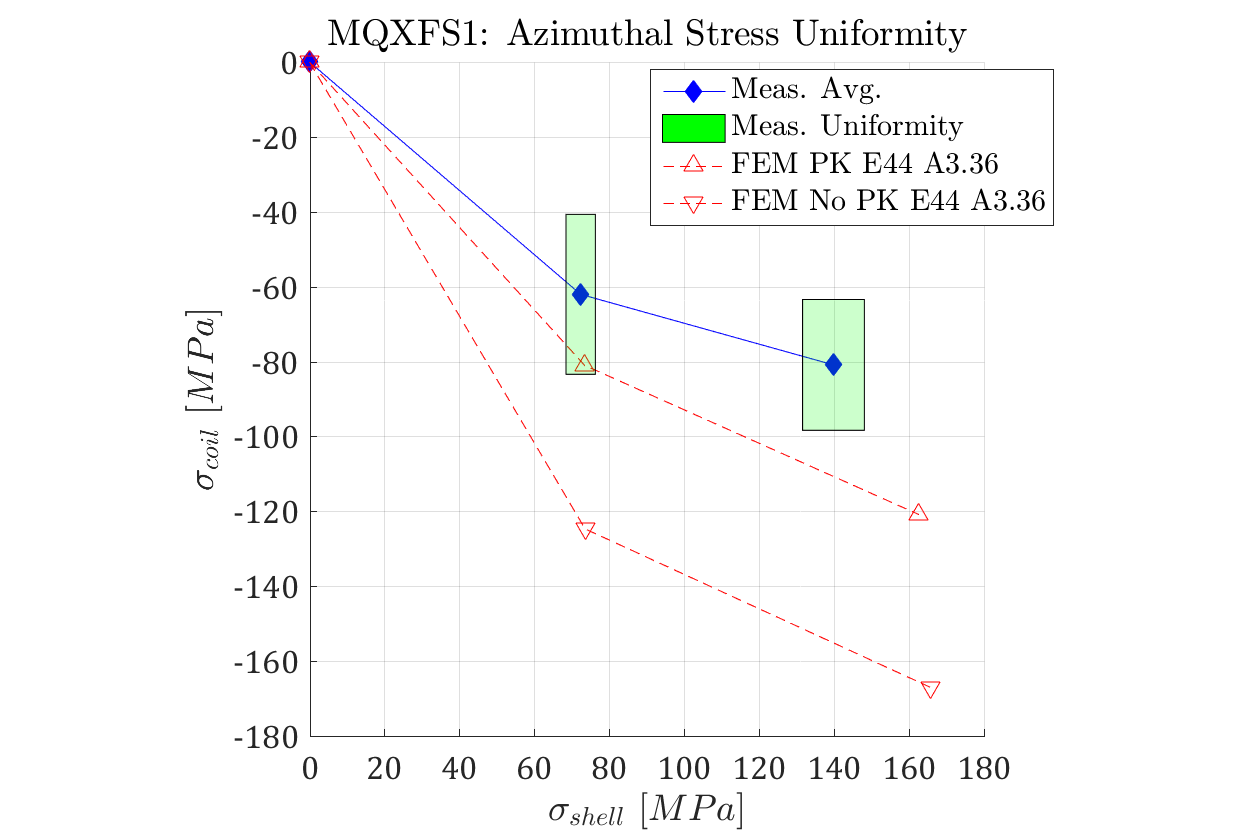 MQXFS1: Azimuthal Stress Uniformity
Meas. Avg.
Meas. Uniformity
FEM PK E44 A3.36
FEM No PK E44 A3.36
0
-20
-40
-60
-80
-100
-120
-140
-160
-180
σcoil [MPa]
0 20 40 60 80 100 120 140 160 180
σshell [MPa]